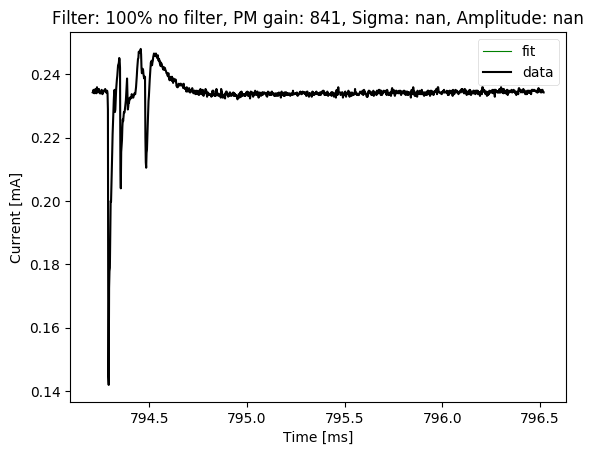 Filter: 100% no filter, PM gain: 841, Sigma: nan, Amplitude: nan
fit
data
0.24
0.22
0.20
0.18
0.16
0.14
Current [mA]
794.5
795.0
795.5
796.0
796.5
Time [ms]